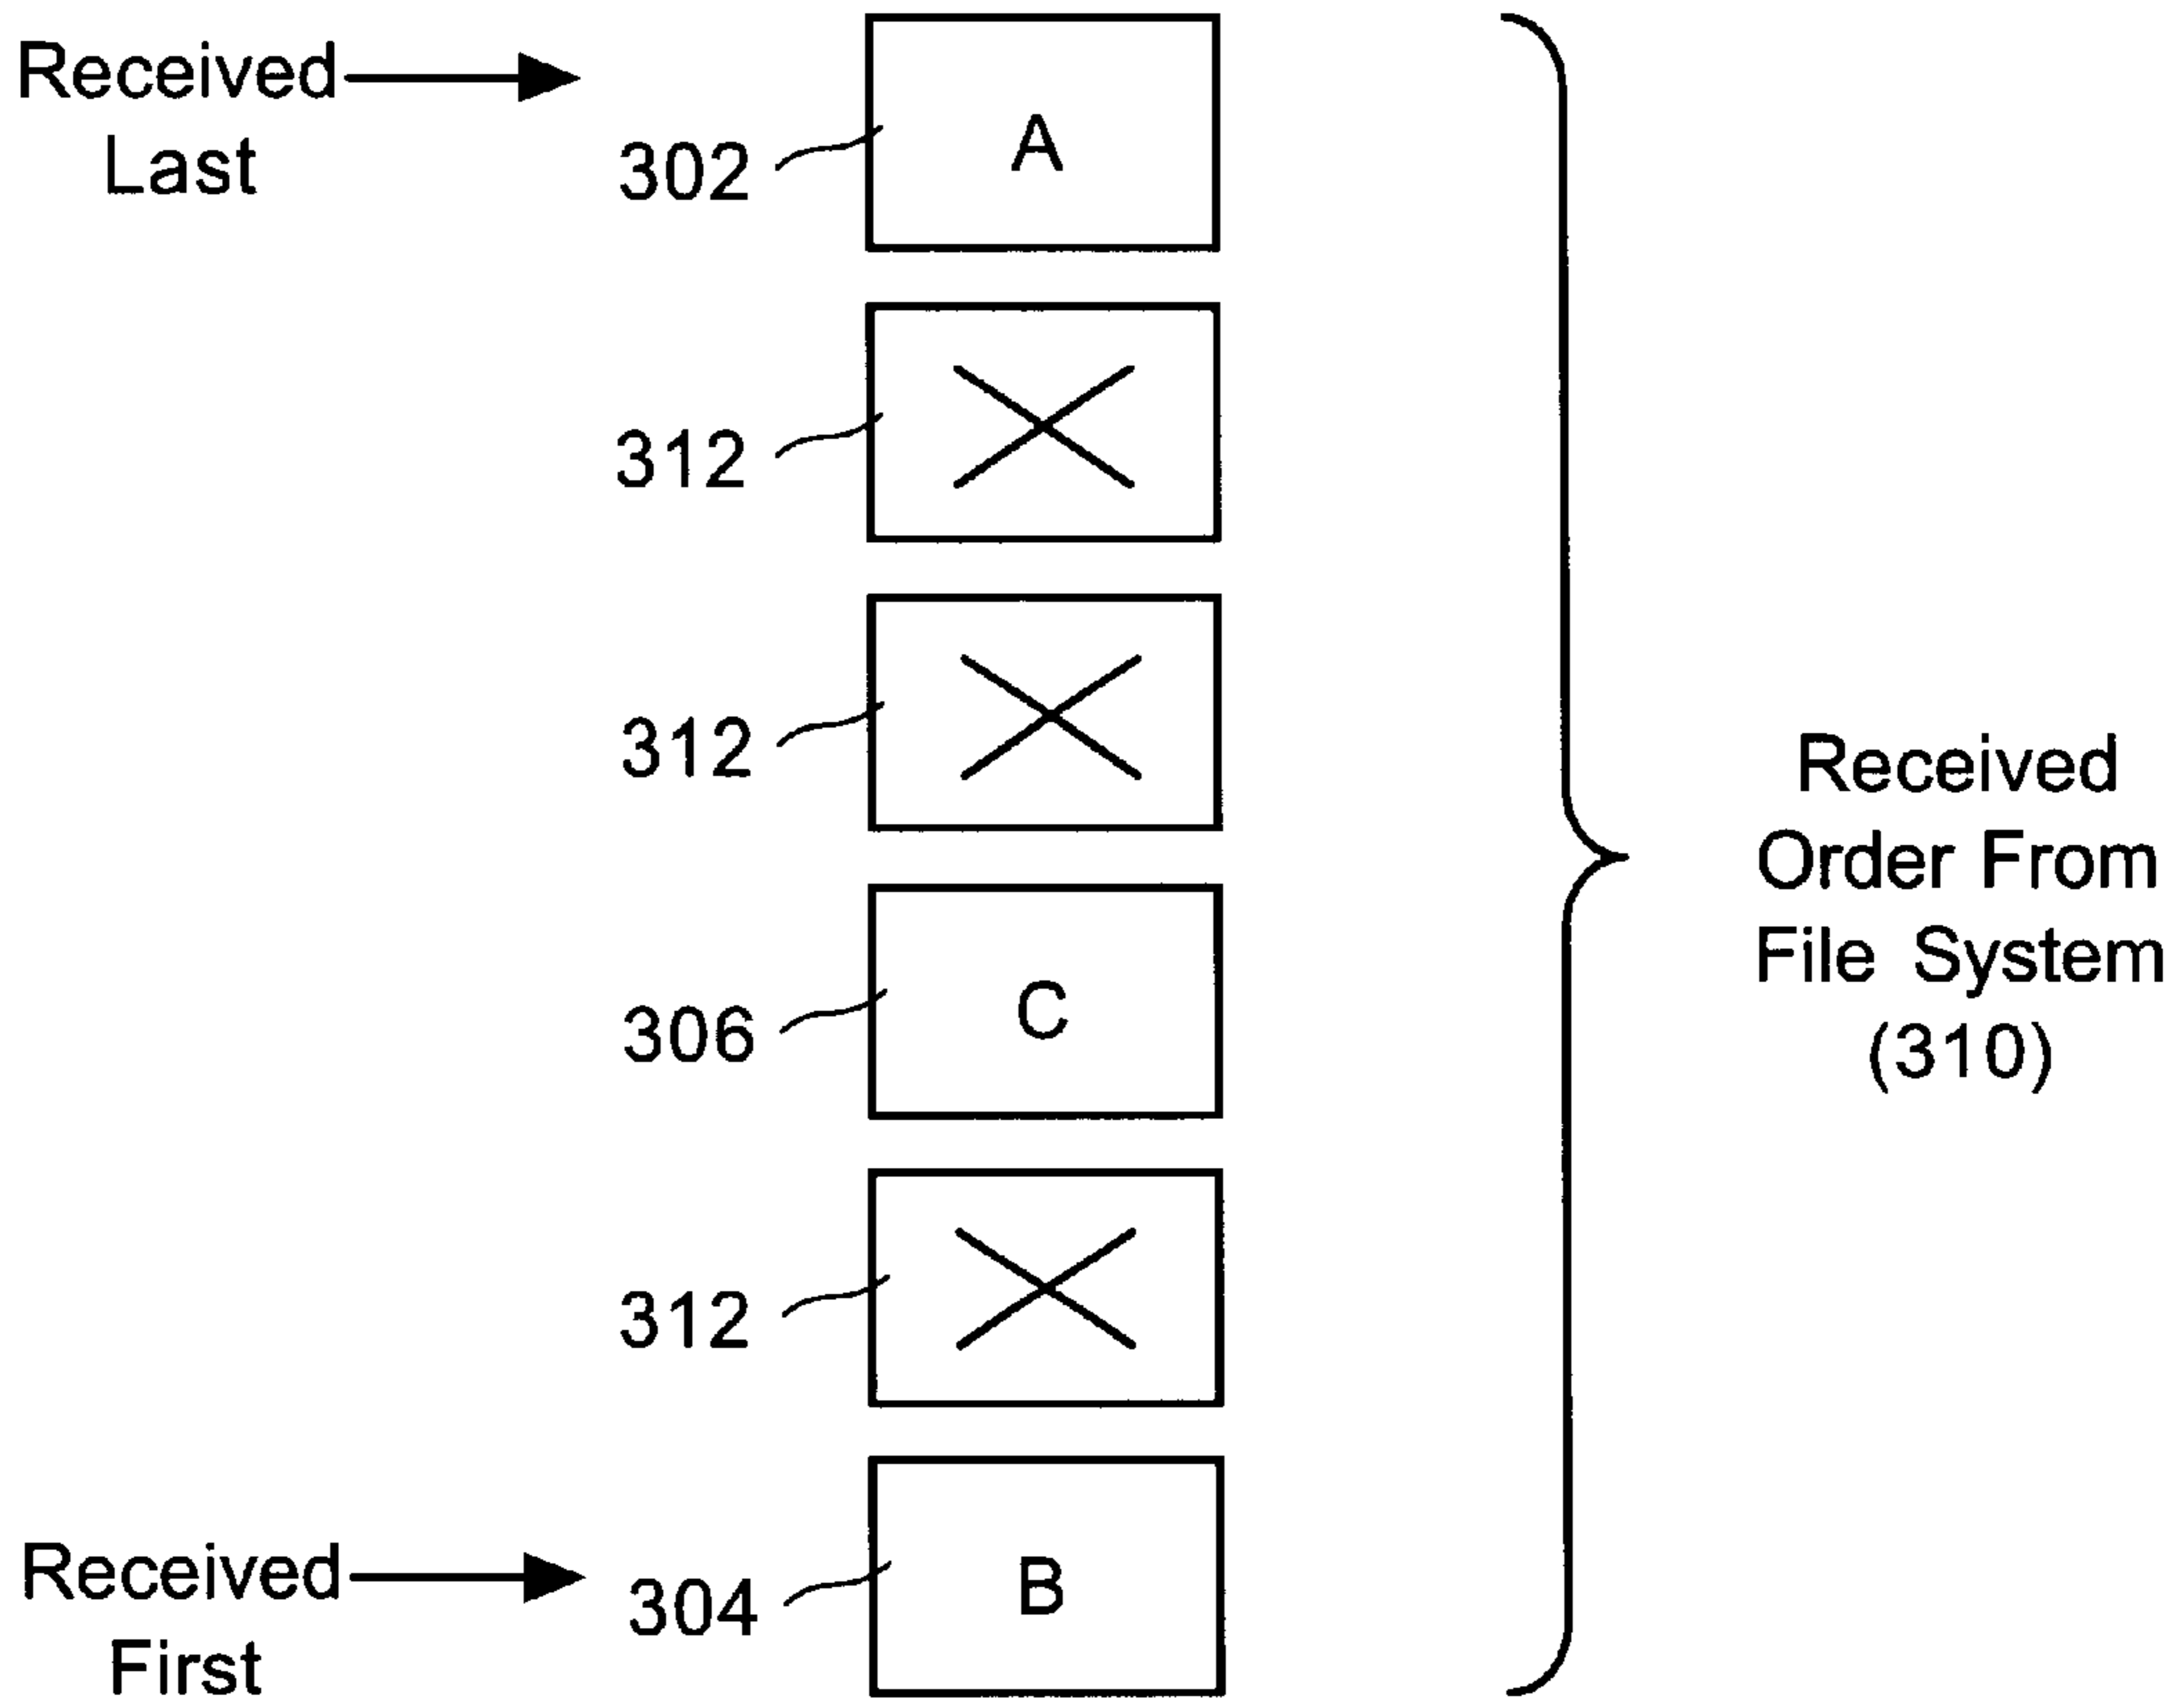 Received
Last
302
A
312
312
Received
Order From
File System
(310)
306
C
312
Received
First
304
B